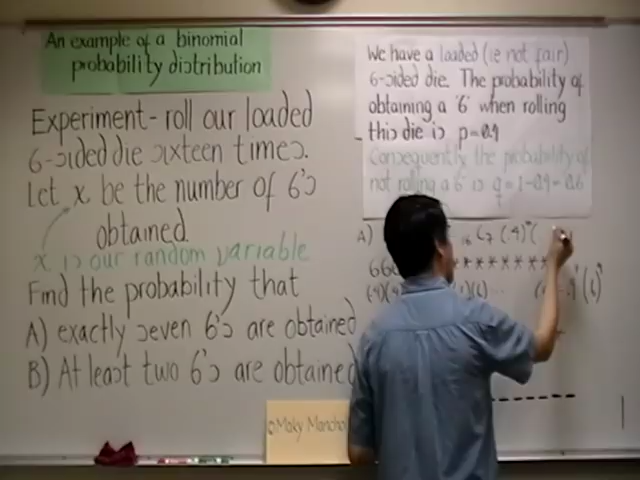 An example of a binomial
probability distribution
Experiment - roll our loaded
6-sided die sixteen times.
Let x be the number of 6's
obtained.
x is our random variable
Find the probability that
A) exactly seven 6's are obtained
B) At least two 6's are obtained
©Maky Manchola
We have a loaded (ie not fair)
6-sided die. The probability of
obtaining a '6' when rolling
this die is p=0.4
Consequently the probability of
not rolling a '6' is q = 1-0.4=0.6
A)
16C7 (.4)7 (
666
*******